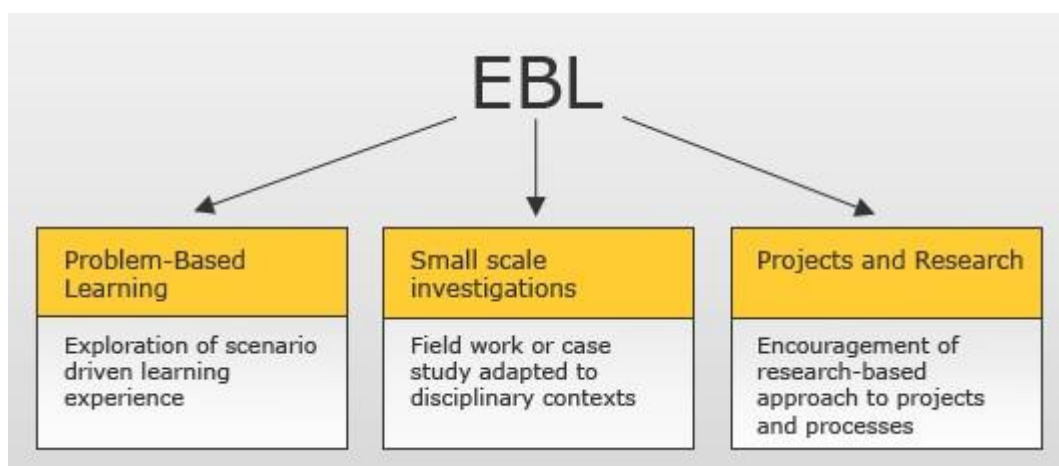 EBL
Problem-Based
Learning
Exploration of scenario
driven learning
experience
Small scale
investigations
Field work or case
study adapted to
disciplinary contexts
Projects and Research
Encouragement of
research-based
approach to projects
and processes